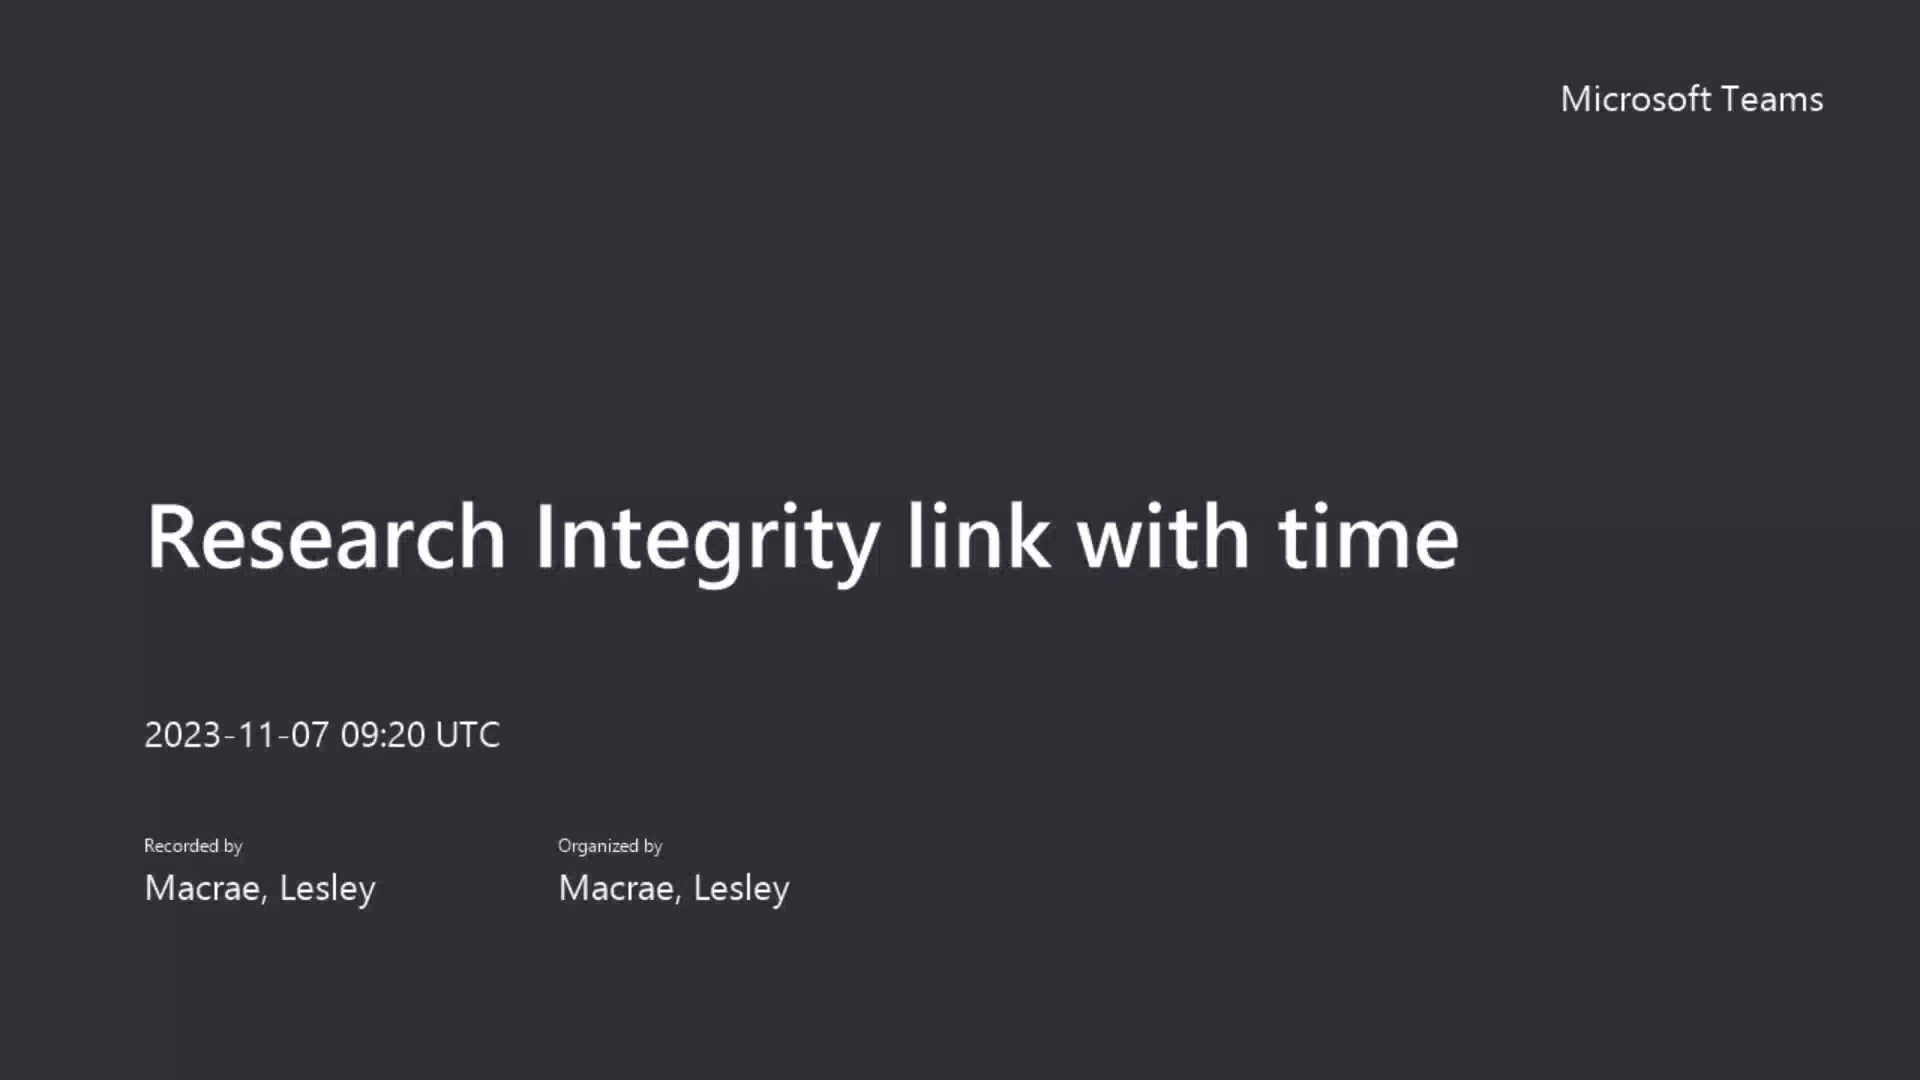 Microsoft Teams
Research Integrity link with time
2023-11-07 09:20 UTC
Recorded by
Macrae, Lesley
Organized by
Macrae, Lesley